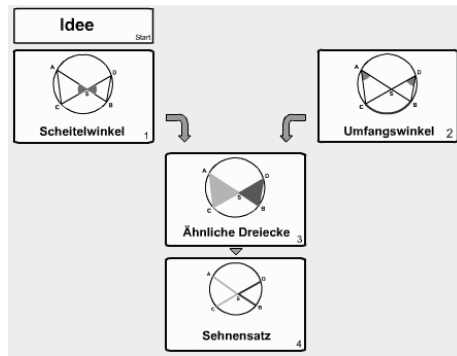 Idee
Start
A
D
S
C
B
Scheitelwinkel
1
A
D
S
C
B
Umfangswinkel
2
A
D
S
C
B
Ähnliche Dreiecke
3
A
D
S
C
B
Sehnensatz
4